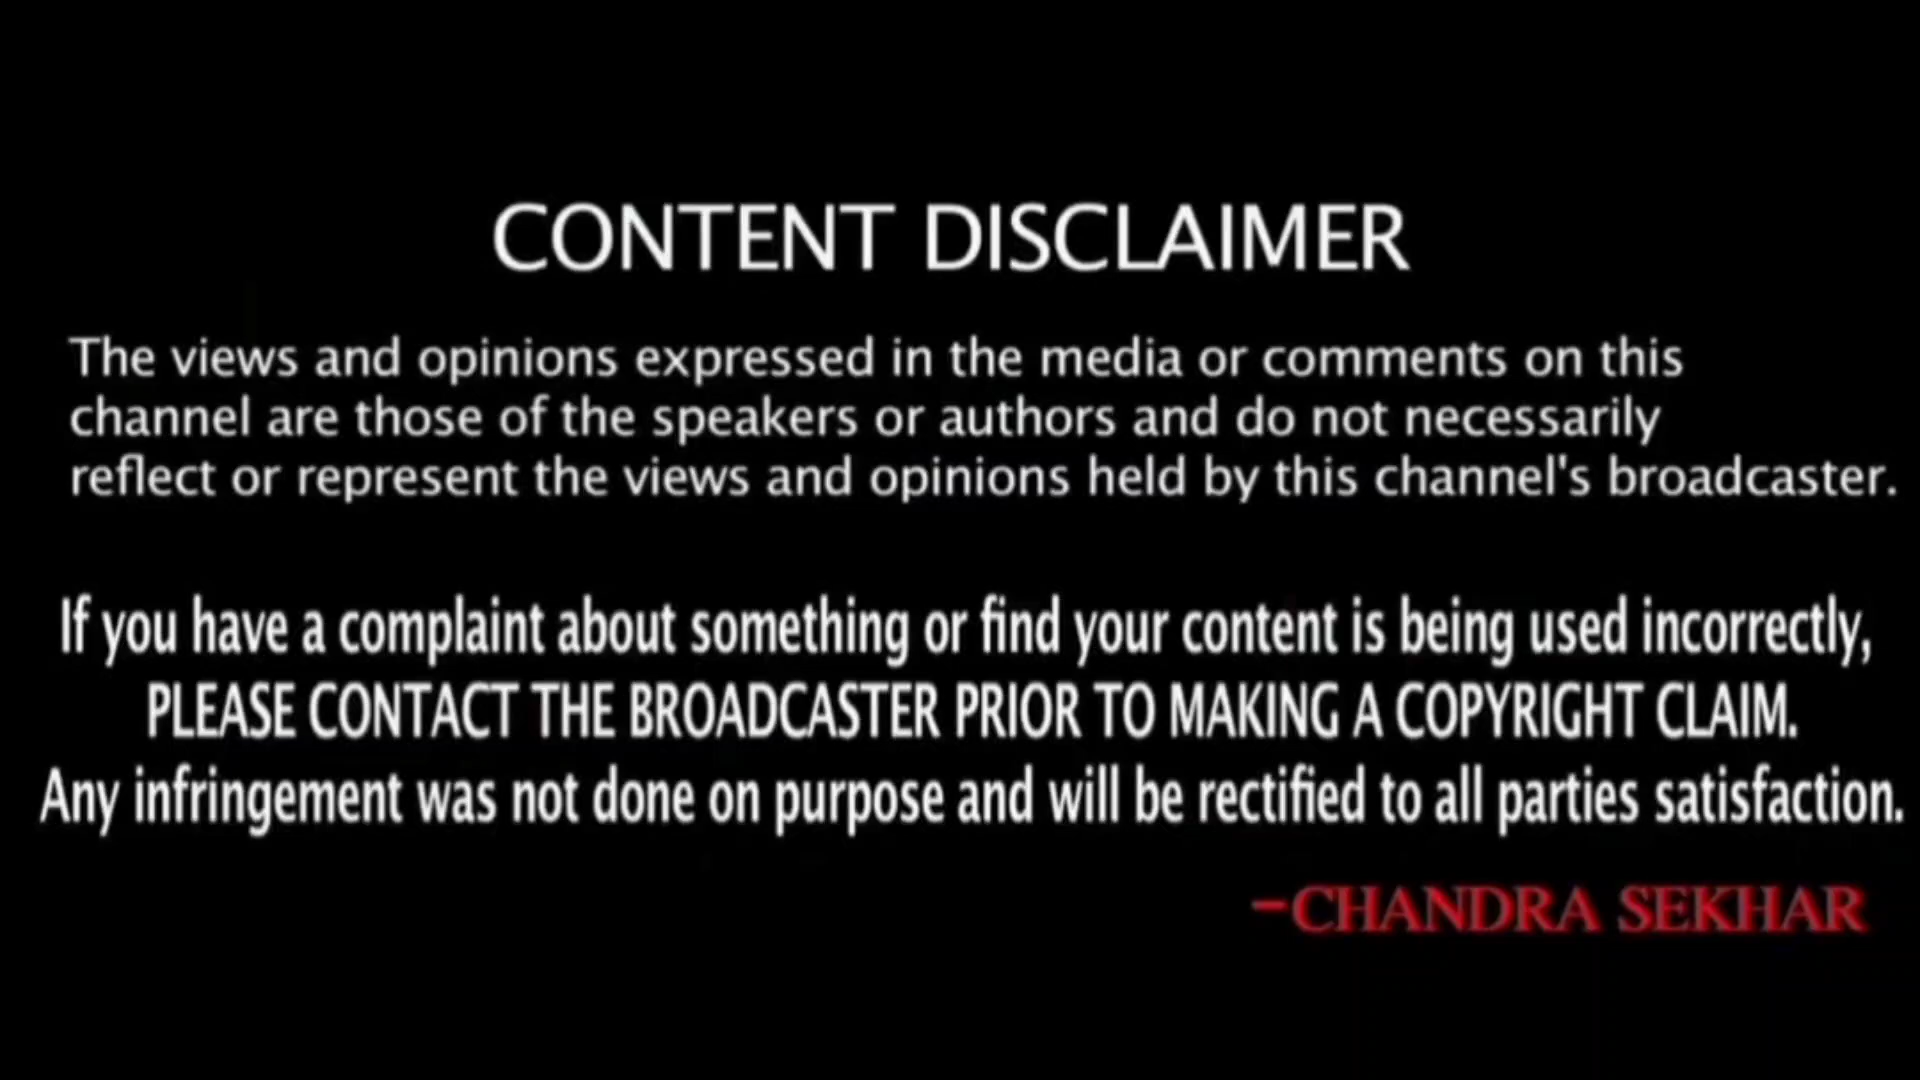 CONTENT DISCLAIMER
The views and opinions expressed in the media or comments on this
channel are those of the speakers or authors and do not necessarily
reflect or represent the views and opinions held by this channel's broadcaster.
If you have a complaint about something or find your content is being used incorrectly,
PLEASE CONTACT THE BROADCASTER PRIOR TO MAKING A COPYRIGHT CLAIM.
Any infringement was not done on purpose and will be rectified to all parties satisfaction.
-CHANDRA SEKHAR